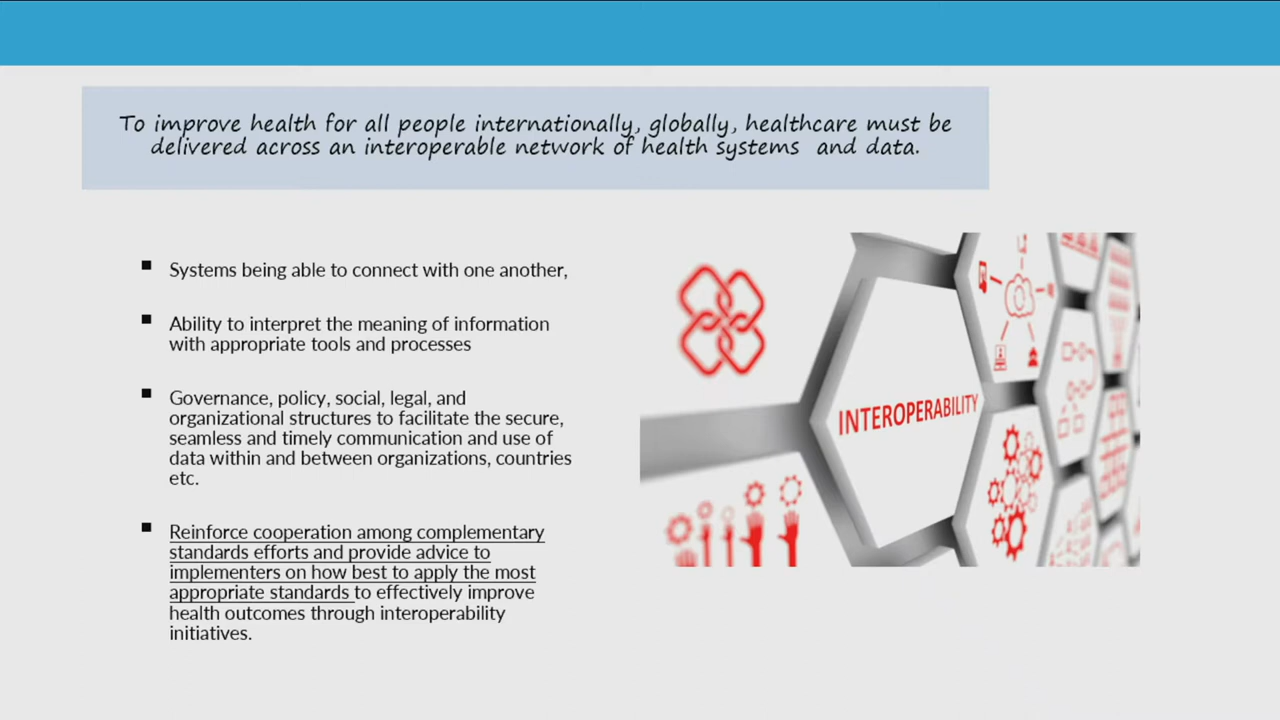 To improve health for all people internationally, globally, healthcare must be
delivered across an interoperable network of health systems and data.
Systems being able to connect with one another,
Ability to interpret the meaning of information
with appropriate tools and processes
Governance, policy, social, legal, and
organizational structures to facilitate the secure,
seamless and timely communication and use of
data within and between organizations, countries
etc.
Reinforce cooperation among complementary
standards efforts and provide advice to
implementers on how best to apply the most
appropriate standards to effectively improve
health outcomes through interoperability
initiatives.
INTEROPERABILITY